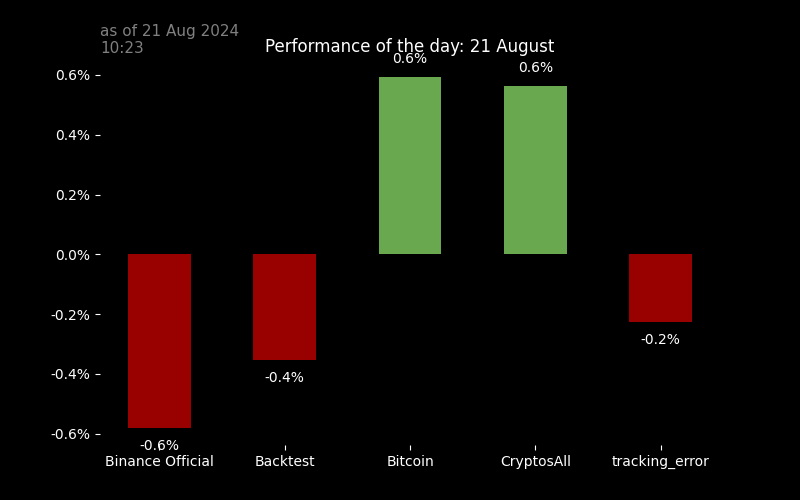 as of 21 Aug 2024
10:23
Performance of the day: 21 August
0.6%
0.6%
0.6%
0.4%
0.2%
0.0%
-0.2%
-0.2%
-0.4%
-0.4%
-0.6%
-0.6%
Binance Official
Backtest
Bitcoin
CryptosAll
tracking_error